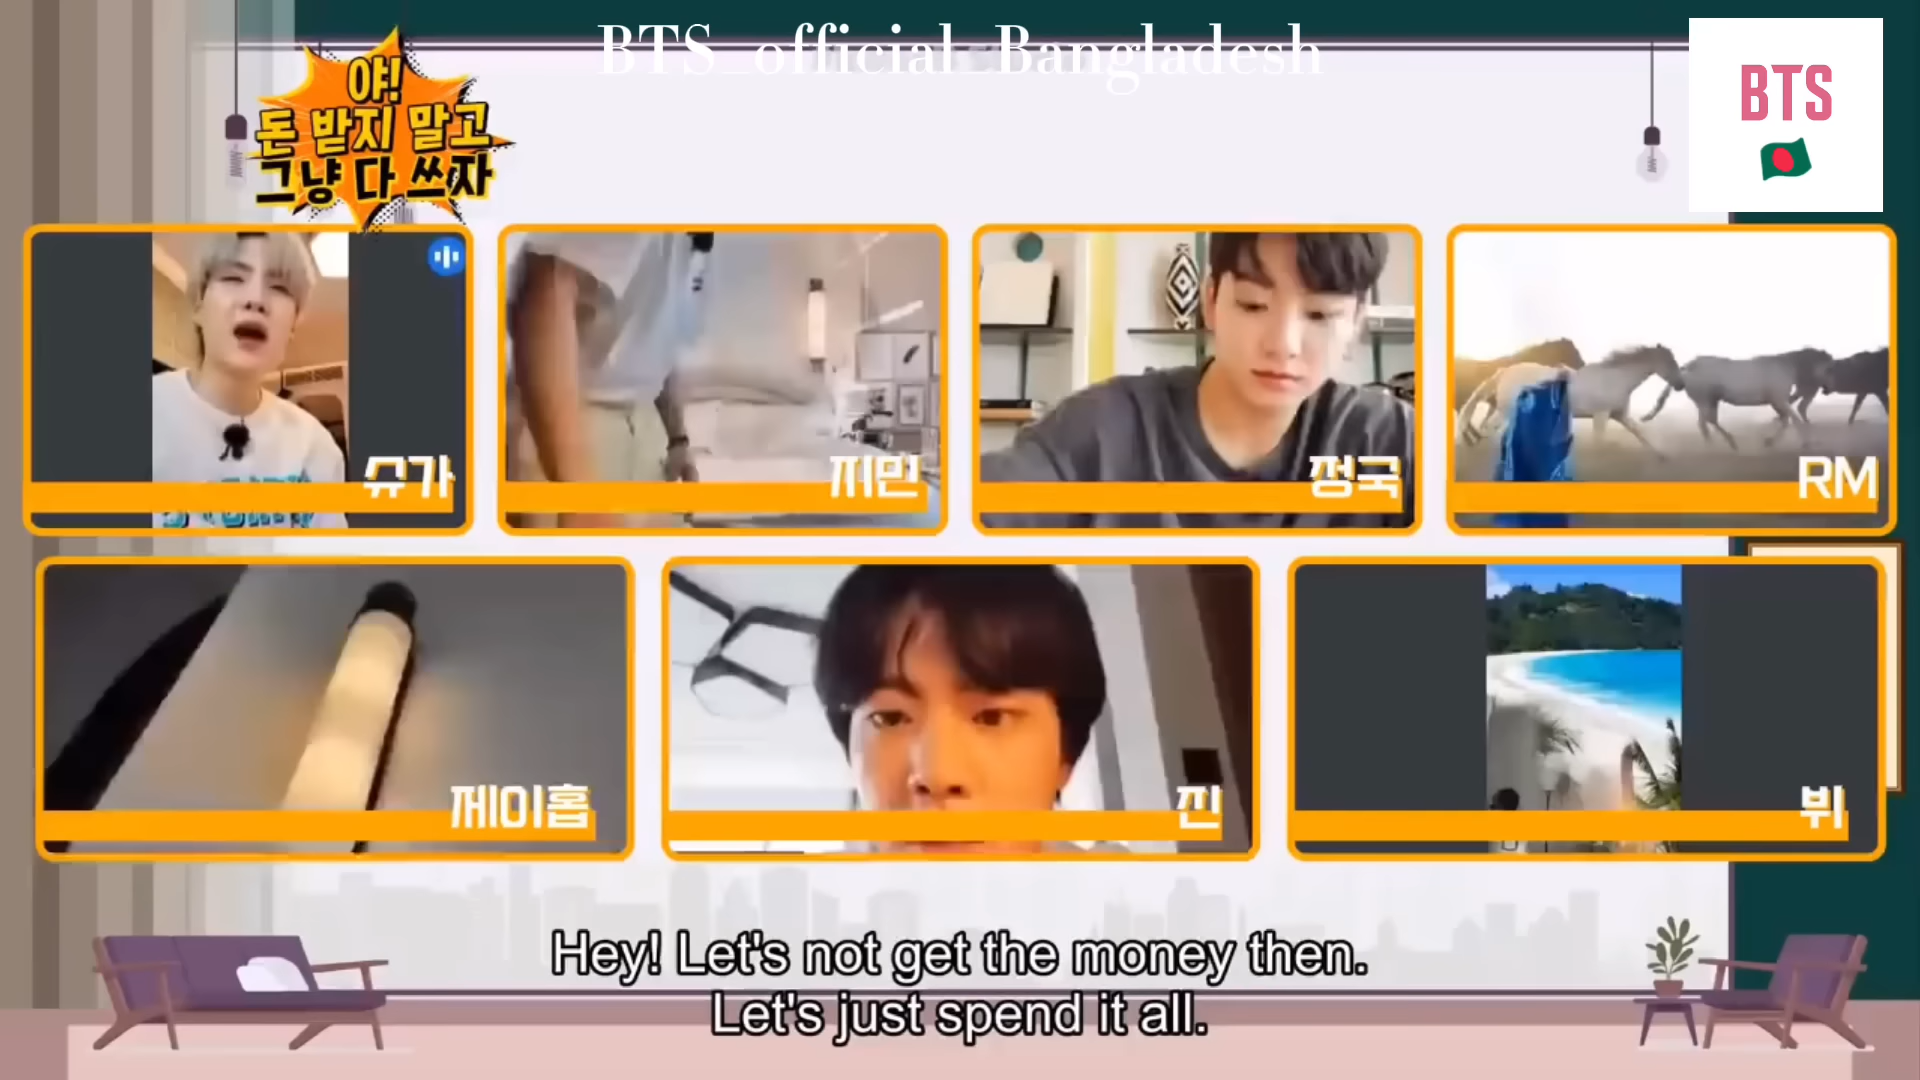 BTS_official_Bangladesh
BTS
야!
돈 받지 말고
그냥 다 쓰자
슈가
지민
정국
RM
제이홉
진
뷔
Hey! Let's not get the money then.
Let's just spend it all.